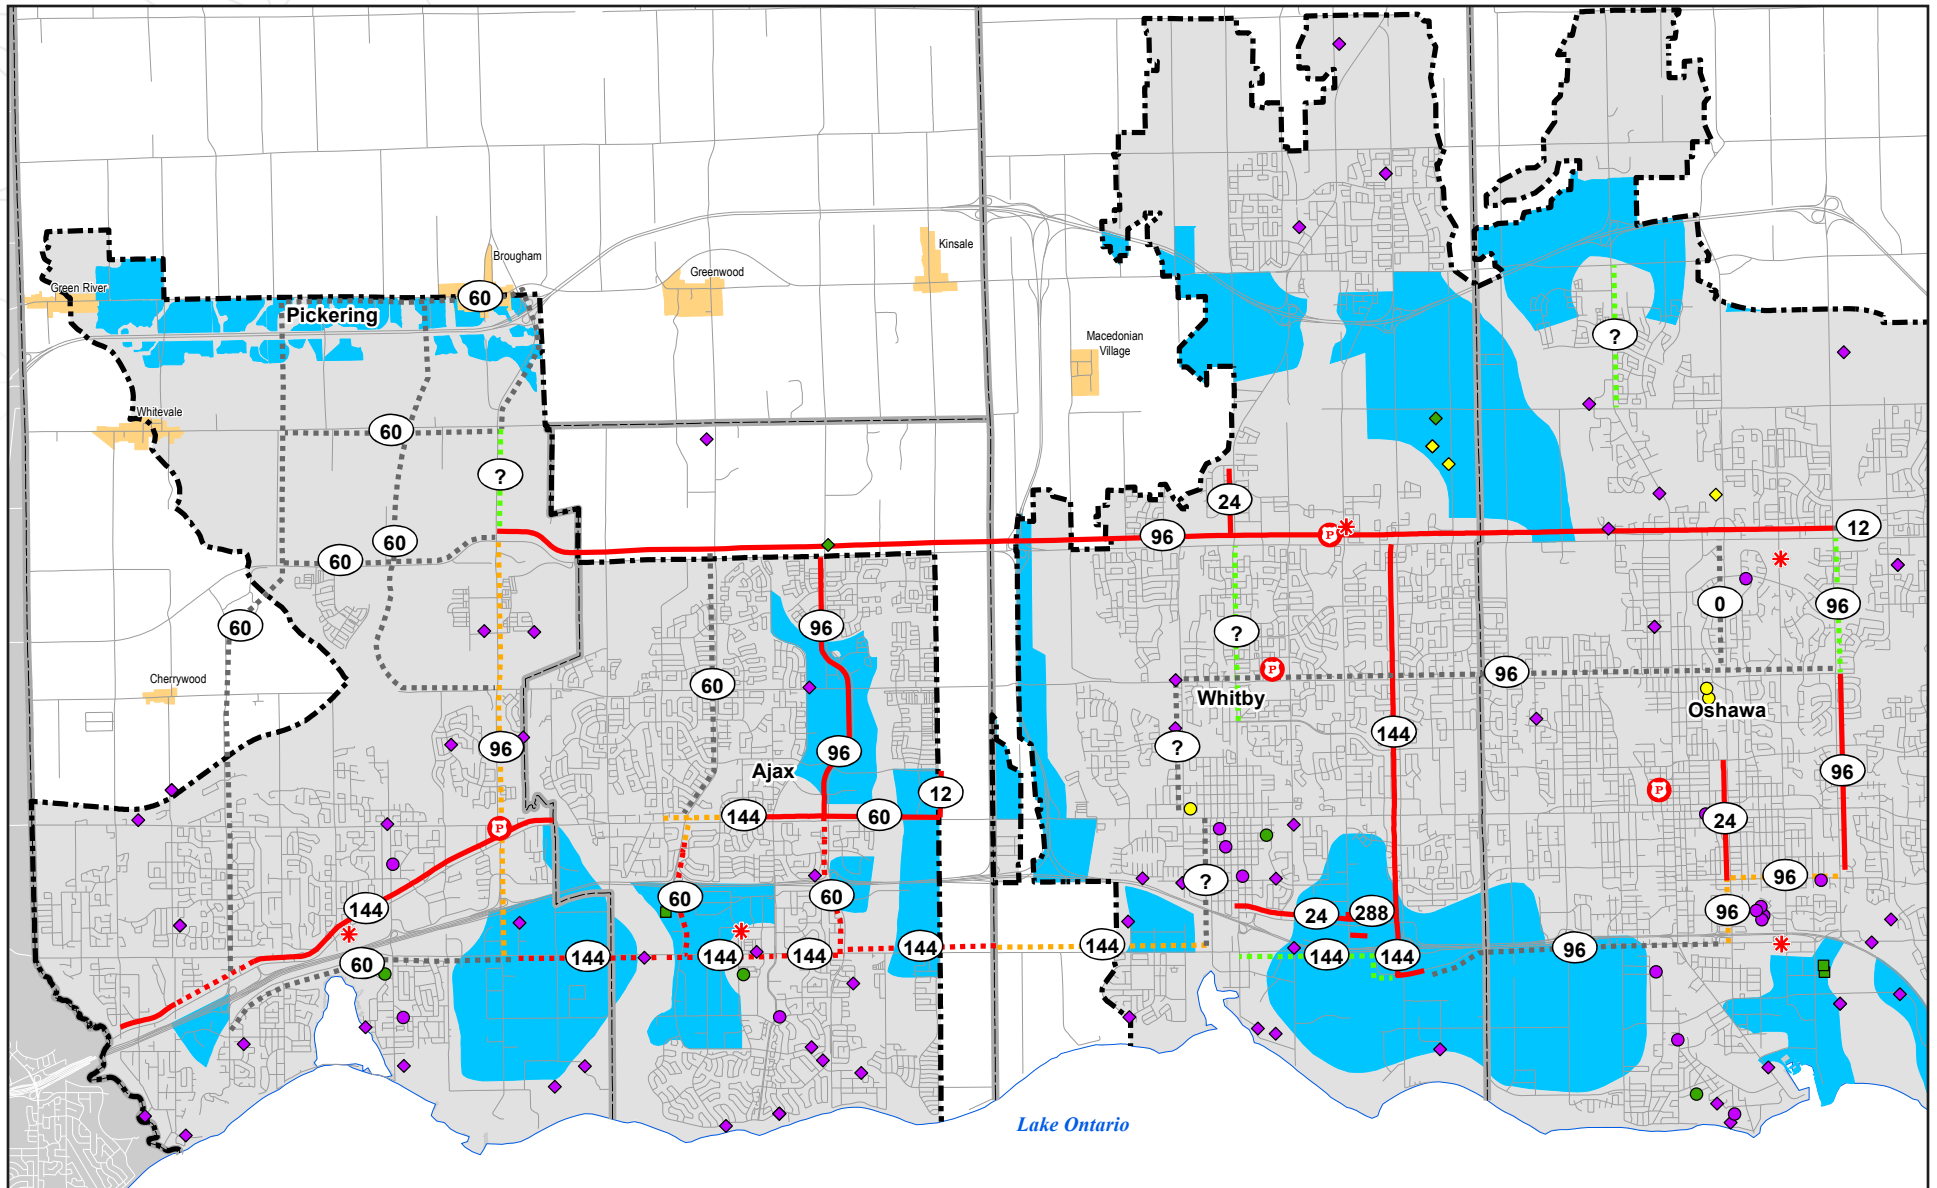 Kinsale
Brougham
Greenwood
Green River
60
Pickering
?
Macedonian
Village
Whitevale
60
?
24
12
96
60
60
0
96
60
96
?
96
Cherrywood
60
Whitby
Oshawa
144
?
96
96
Ajax
96
12
144
60
24
96
?
60
60
144
24
288
96
60
144
144
144
144
144
144
144
96
Lake Ontario
P
P
P
P